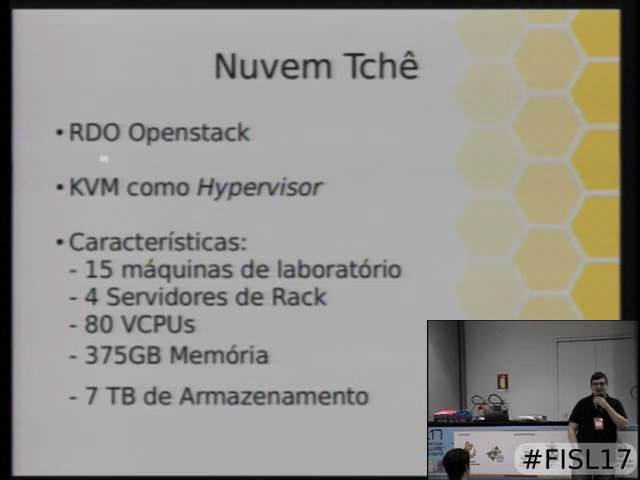 Nuvem Tchê
• RDO Openstack
• KVM como Hypervisor
• Características:
- 15 máquinas de laboratório
- 4 Servidores de Rack
- 80 VCPUs
- 375GB Memória
- 7 TB de Armazenamento
#FISL17